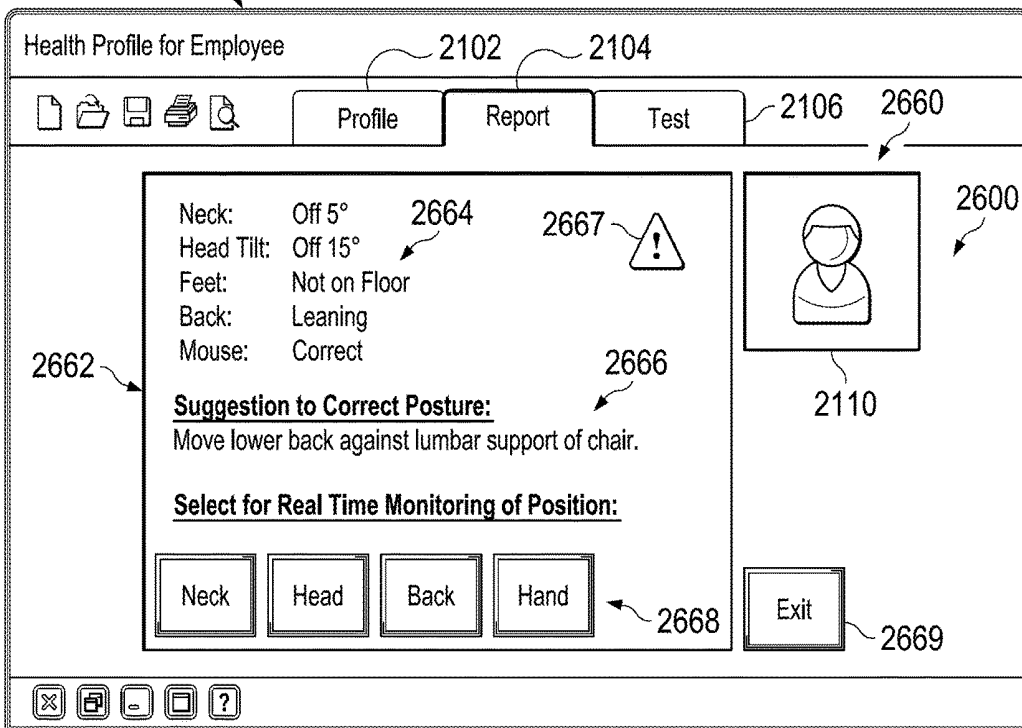 Health Profile for Employee
2102
2104
Profile
Report
Test
2106
2660
2600
Neck: Off 5°
2664
2667
!
Head Tilt: Off 15°
Feet: Not on Floor
Back: Leaning
Mouse: Correct
2662
2666
2110
Suggestion to Correct Posture:
Move lower back against lumbar support of chair.
Select for Real Time Monitoring of Position:
Neck
Head
Back
Hand
2668
Exit
2669
?